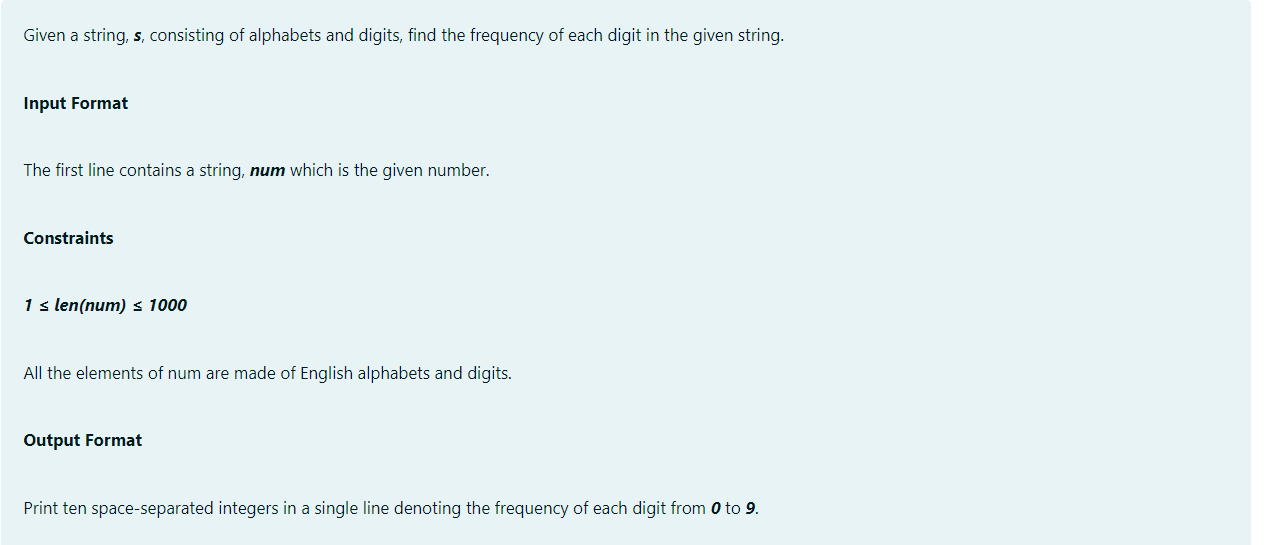 Given a string, s, consisting of alphabets and digits, find the frequency of each digit in the given string.
Input Format
The first line contains a string, num which is the given number.
Constraints
1 ≤ len(num) ≤ 1000
All the elements of num are made of English alphabets and digits.
Output Format
Print ten space-separated integers in a single line denoting the frequency of each digit from 0 to 9.